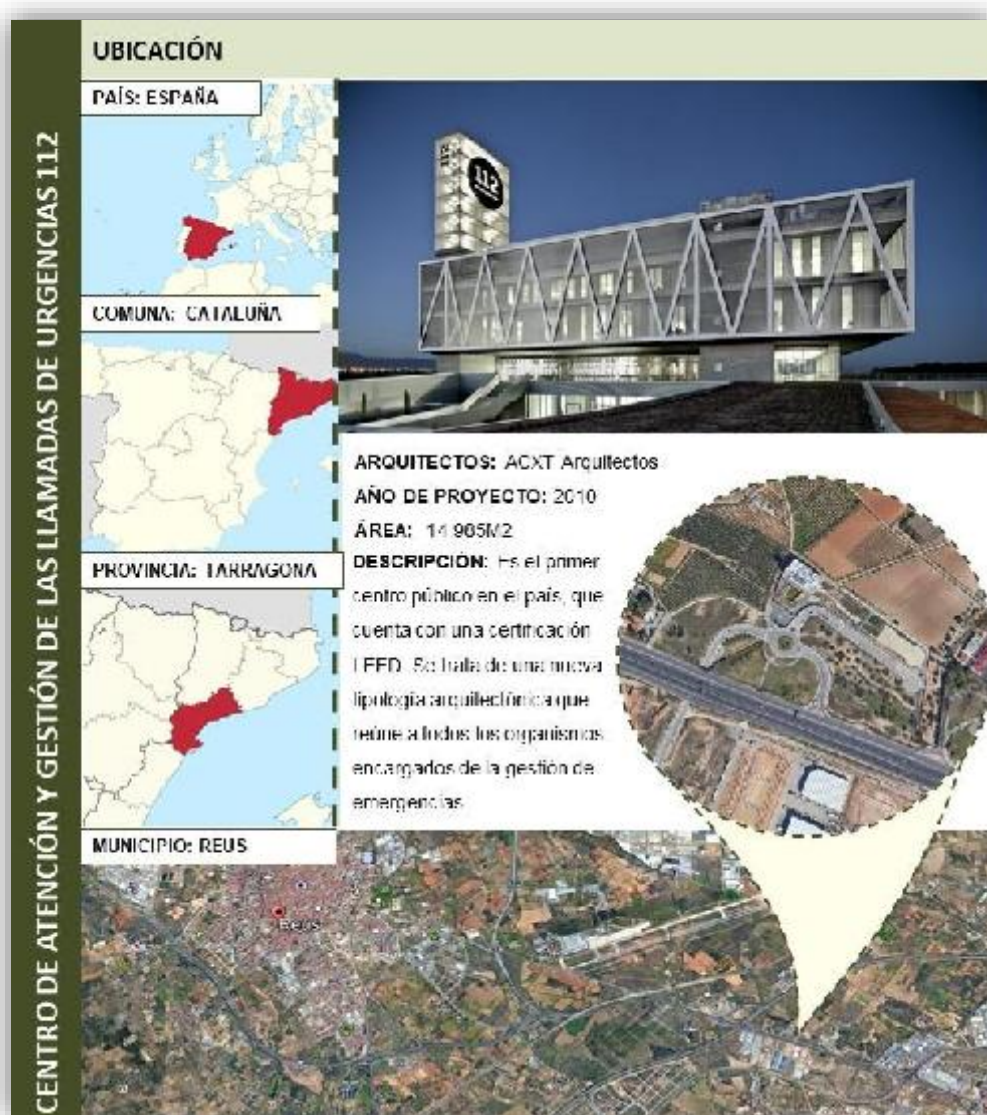 CENTRO DE ATENCIÓN Y GESTIÓN DE LAS LLAMADAS DE URGENCIAS 112
UBICACIÓN
PAÍS: ESPAÑA
COMUNA: CATALUÑA
PROVINCIA: TARRAGONA
MUNICIPIO: REUS
112
112
ARQUITECTOS: ACXT Arquitectos
AÑO DE PROYECTO: 2010
ÁREA: 14 985M2
DESCRIPCIÓN: Es el primer
centro público en el país, que
cuenta con una certificación
LEED. Se trata de una nueva
tipología arquitectónica que
reúne a todos los organismos
encargados de la gestión de
emergencias
Reus